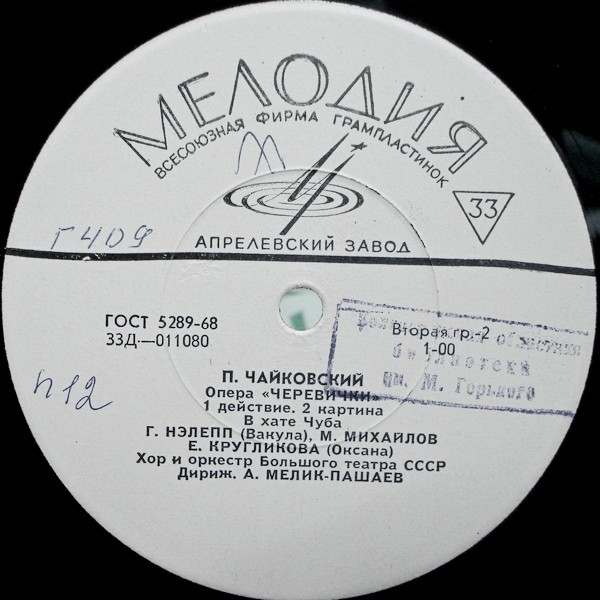 МЕЛОДИЯ
ВСЕСОЮЗНАЯ ФИРМА ГРАМПЛАСТИНОК
33
АПРЕЛЕВСКИЙ ЗАВОД
Г409
ГОСТ 5289-68
33Д—011080
Вторая гр.-2
1-00
библиотеки
им. М. Горького
п12
П. ЧАЙКОВСКИЙ
Опера «ЧЕРЕВИЧКИ»
1 действие. 2 картина
В хате Чуба
Г. НЭЛЕПП (Вакула), М. МИХАЙЛОВ
Е. КРУГЛИКОВА (Оксана)
Хор и оркестр Большого театра СССР
Дириж. А. МЕЛИК-ПАШАЕВ